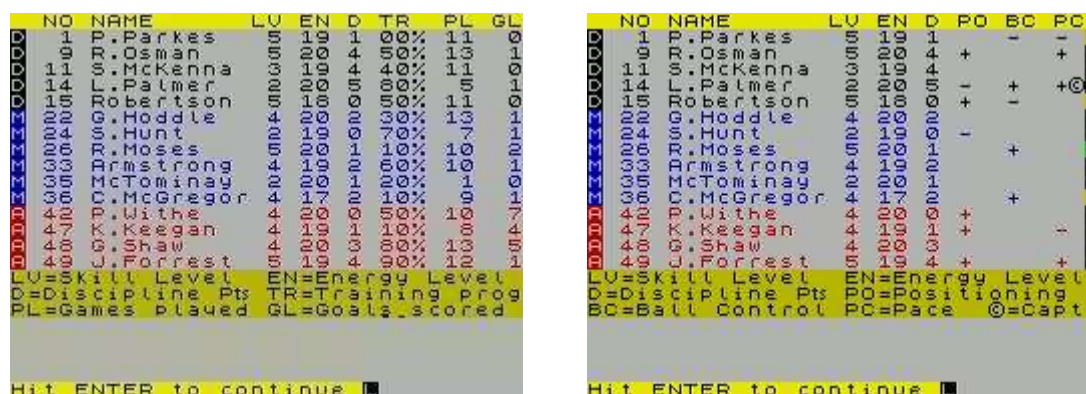 NO NAME LV EN D TR PL GL
D 1 P.Parkes 5 19 1 00% 11 0
D 9 R.Osman 5 20 4 50% 13 1
D 11 S.McKenna 3 19 4 40% 11 0
D 14 L.Palmer 2 20 5 80% 5 1
D 15 Robertson 5 18 0 50% 11 0
M 22 G.Hoddle 4 20 2 30% 13 1
M 24 S.Hunt 2 19 0 70% 7 1
M 26 R.Moses 5 20 1 10% 10 2
M 33 Armstrong 4 19 2 60% 10 1
M 35 McTominay 2 20 1 20% 1 0
M 36 C.McGregor 4 17 2 10% 9 1
A 42 P.Withe 4 20 0 50% 10 7
A 47 K.Keegan 4 19 1 10% 8 4
A 48 G.Shaw 4 20 3 80% 13 5
A 49 J.Forrest 5 19 4 90% 12 1
LV=Skill Level EN=Energy Level
D=Discipline Pts TR=Training prog
PL=Games played GL=Goals scored
Hit ENTER to continue L
NO NAME LV EN D PO BC PC
D 1 P.Parkes 5 19 1 - -
D 9 R.Osman 5 20 4 + +
D 11 S.McKenna 3 19 4
D 14 L.Palmer 2 20 5 - + +©
D 15 Robertson 5 18 0 + -
M 22 G.Hoddle 4 20 2
M 24 S.Hunt 2 19 0 -
M 26 R.Moses 5 20 1 +
M 33 Armstrong 4 19 2
M 35 McTominay 2 20 1
M 36 C.McGregor 4 17 2 +
A 42 P.Withe 4 20 0 +
A 47 K.Keegan 4 19 1 + -
A 48 G.Shaw 4 20 3
A 49 J.Forrest 5 19 4 + +
LV=Skill Level EN=Energy Level
D=Discipline Pts PO=Positioning
BC=Ball Control PC=Pace ©=Capt
Hit ENTER to continue L